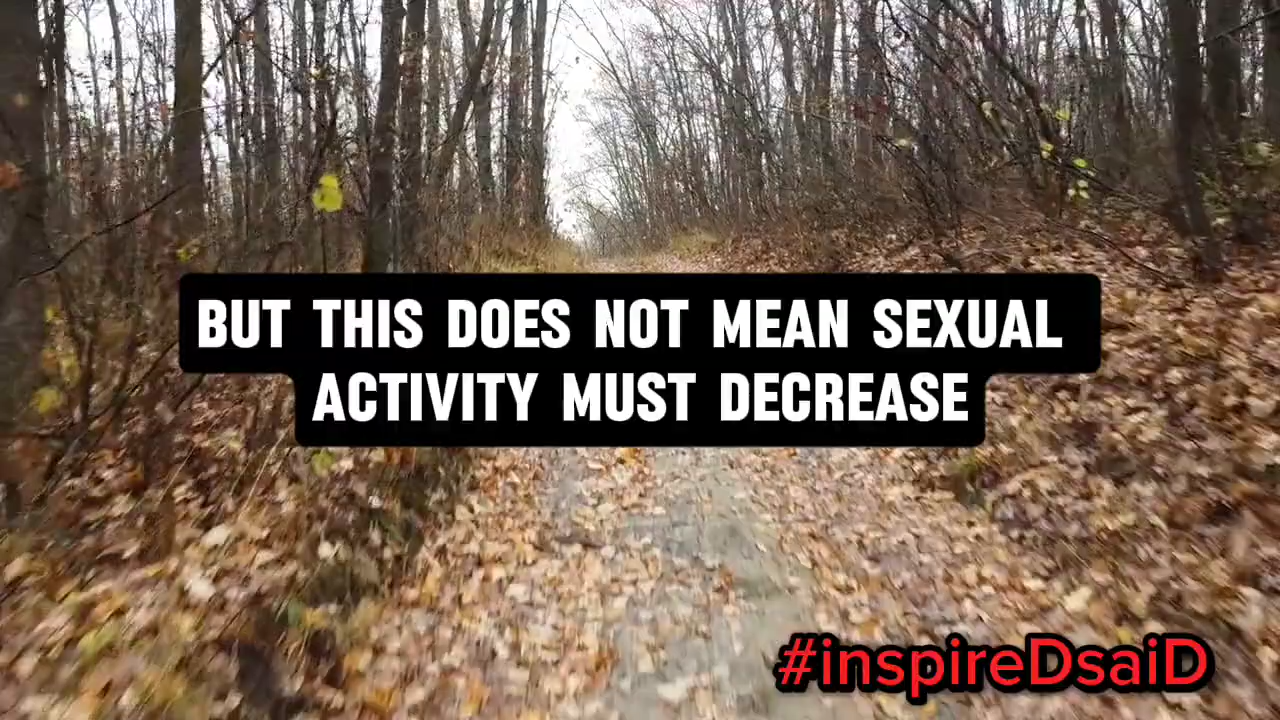 BUT THIS DOES NOT MEAN SEXUAL
ACTIVITY MUST DECREASE
#inspireDsaiD